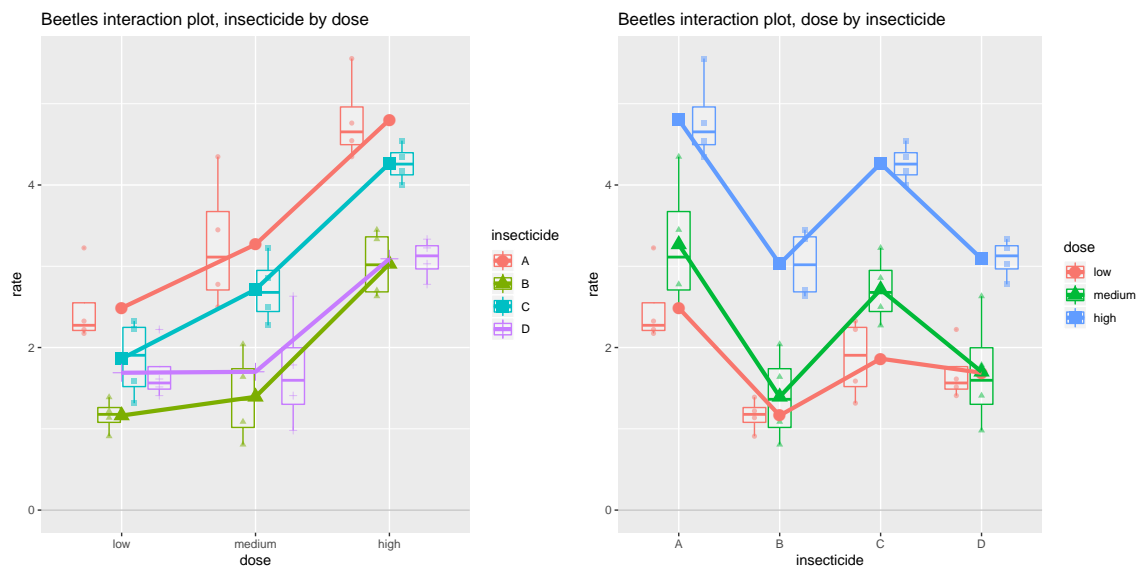 Beetles interaction plot, insecticide by dose
rate
4
2
0
low medium high
dose
insecticide
A
B
C
D
Beetles interaction plot, dose by insecticide
rate
4
2
0
A B C D
insecticide
dose
low
medium
high